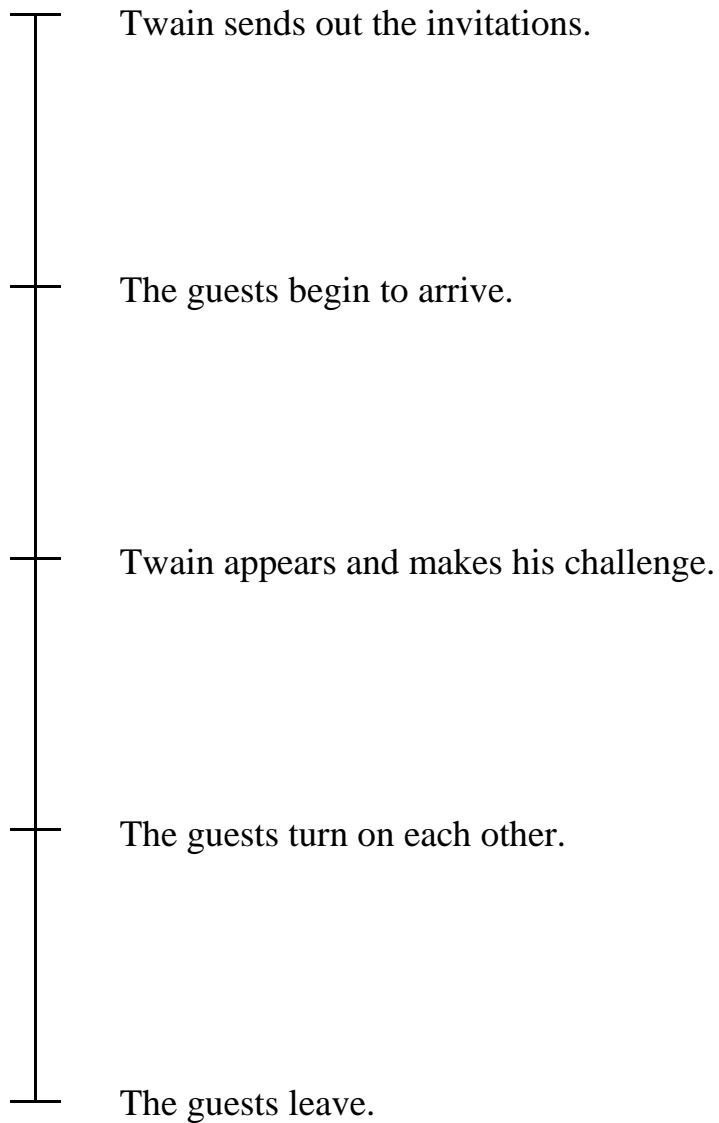 Twain sends out the invitations.
The guests begin to arrive.
Twain appears and makes his challenge.
The guests turn on each other.
The guests leave.